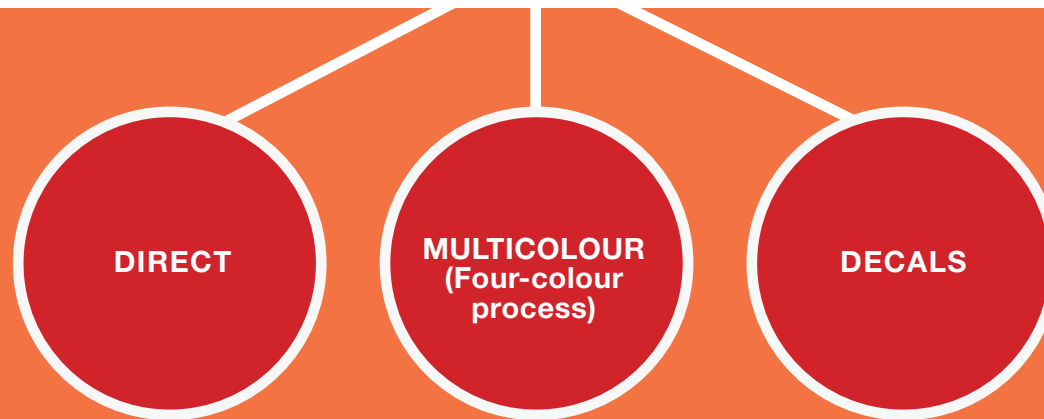 DIRECT
MULTICOLOUR
(Four-colour
process)
DECALS